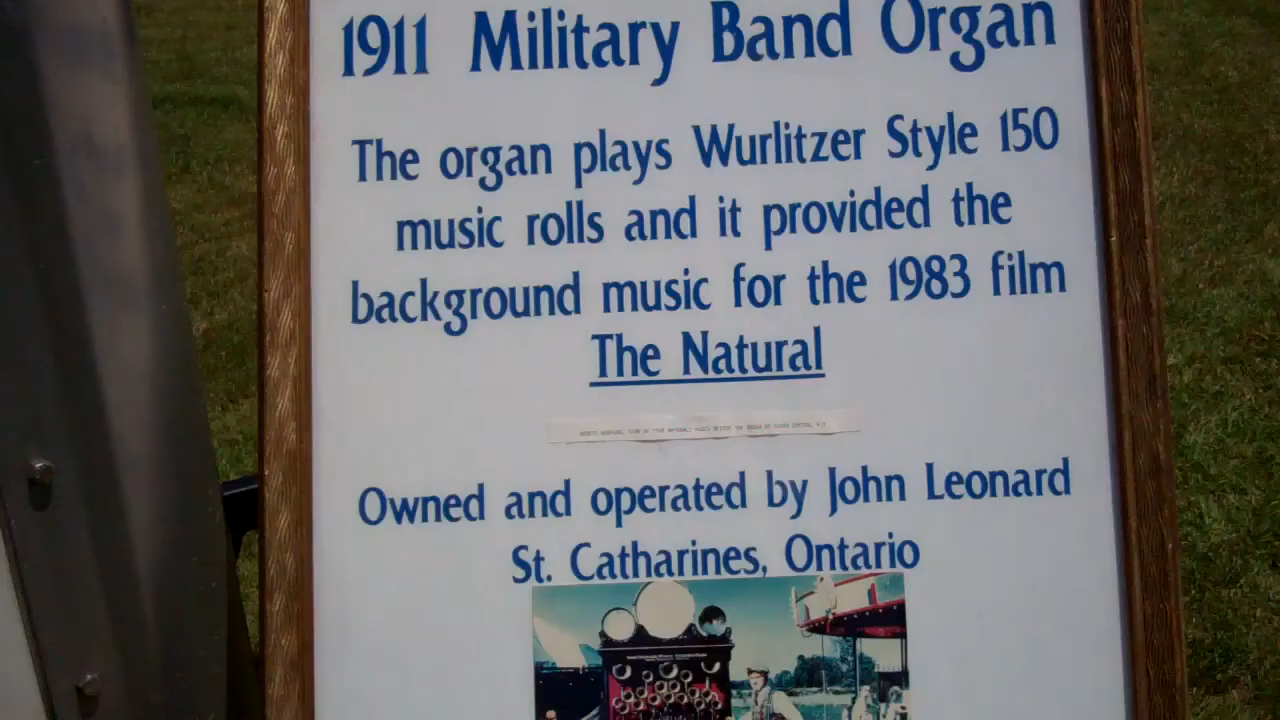 1911 Military Band Organ
The organ plays Wurlitzer Style 150
music rolls and it provided the
background music for the 1983 film
The Natural
Owned and operated by John Leonard
St. Catharines, Ontario